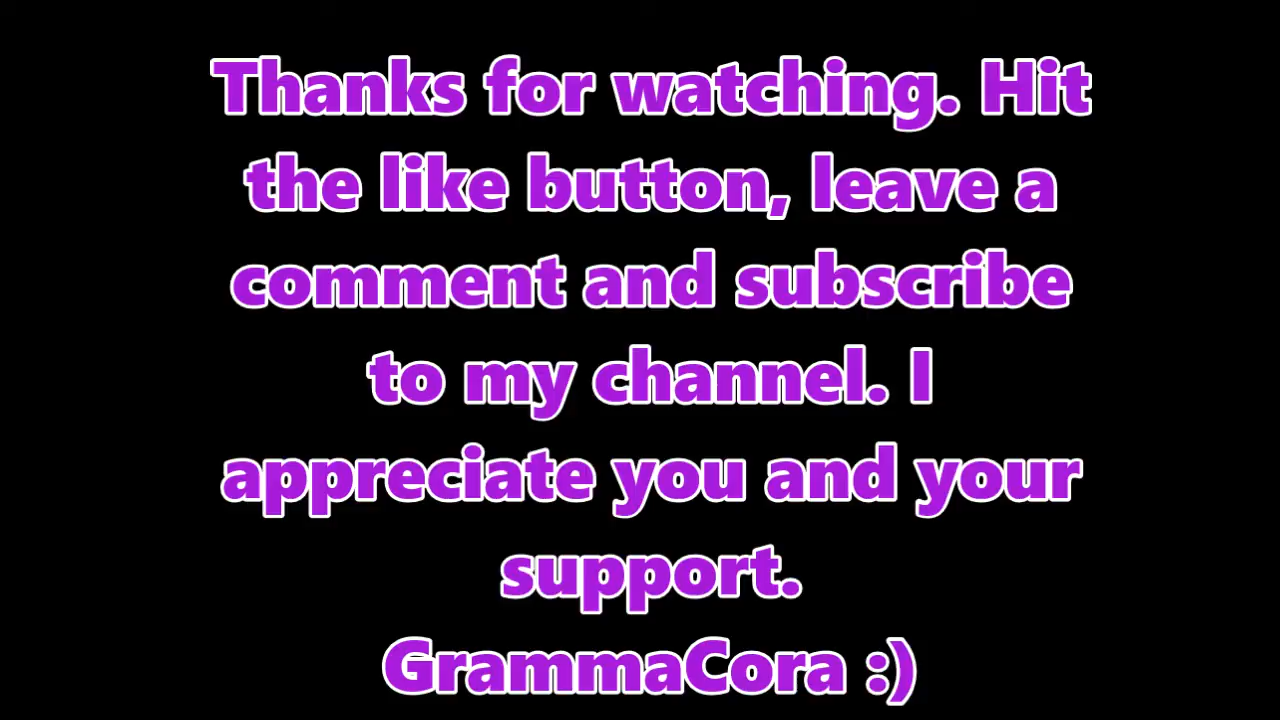 Thanks for watching. Hit
the like button, leave a
comment and subscribe
to my channel. I
appreciate you and your
support.
GrammaCora :)